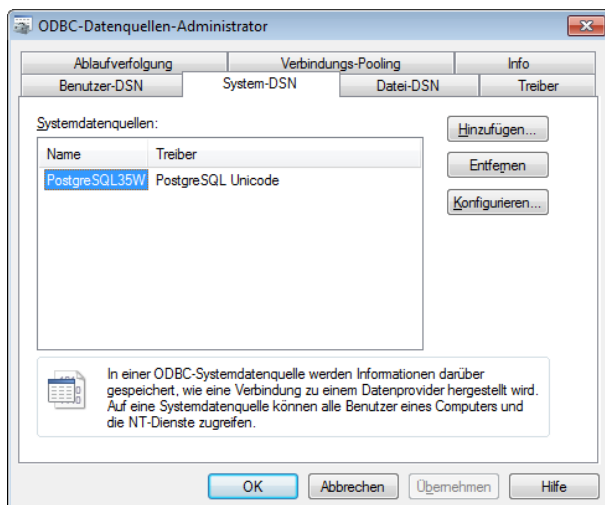 ODBC-Datenquellen-Administrator
Ablaufverfolgung Verbindungs-Pooling Info
Benutzer-DSN System-DSN Datei-DSN Treiber
Systemdatenquellen:
Hinzufügen...
Name Treiber
Entfernen
PostgreSQL35W PostgreSQL Unicode
Konfigurieren...
In einer ODBC-Systemdatenquelle werden Informationen darüber
gespeichert, wie eine Verbindung zu einem Datenprovider hergestellt wird.
Auf eine Systemdatenquelle können alle Benutzer eines Computers und
die NT-Dienste zugreifen.
OK Abbrechen Übernehmen Hilfe